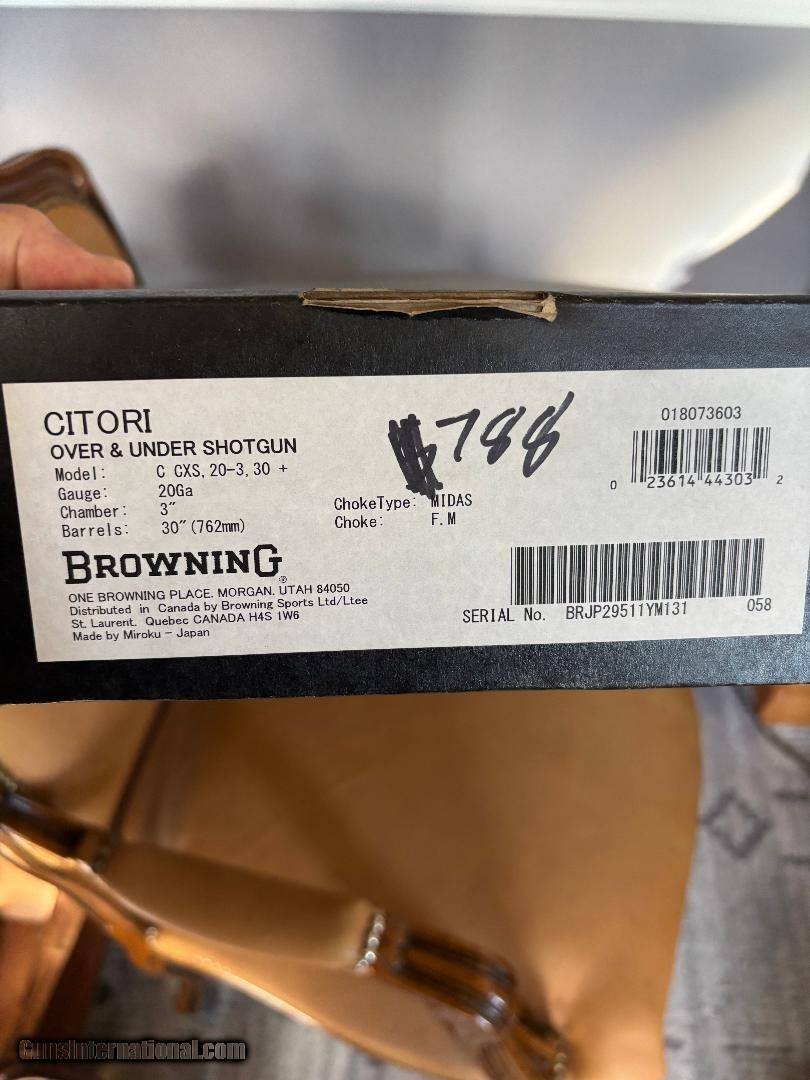 CITORI
OVER & UNDER SHOTGUN
Model: C CXS, 20-3, 30 +
Gauge: 20Ga
Chamber: 3"
Barrels: 30" (762mm)
ChokeType: MIDAS
Choke: F. M
788
018073603
0 23614 44303 2
BROWNING®
ONE BROWNING PLACE. MORGAN. UTAH 84050
Distributed in Canada by Browning Sports Ltd/Ltee
St. Laurent. Quebec CANADA H4S 1W6
Made by Miroku - Japan
SERIAL No. BRJP29511YM131 058
GunsInternational.com